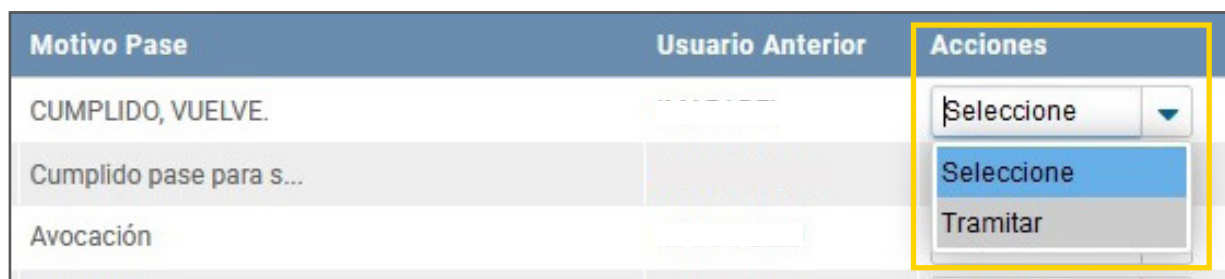 Motivo Pase Usuario Anterior Acciones
CUMPLIDO, VUELVE. Seleccione
Cumplido pase para s... Seleccione
Avocación Tramitar